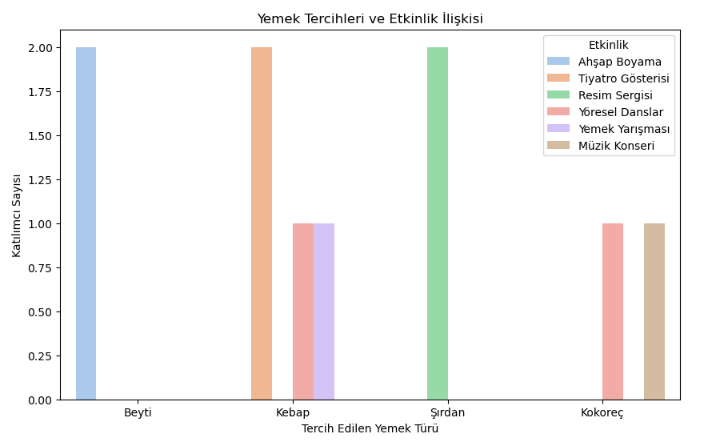 Yemek Tercihleri ve Etkinlik İlişkisi
Etkinlik
Ahşap Boyama
Tiyatro Gösterisi
Resim Sergisi
Yöresel Danslar
Yemek Yarışması
Müzik Konseri
Katılımcı Sayısı
2.00
1.75
1.50
1.25
1.00
0.75
0.50
0.25
0.00
Beyti Kebap Şırdan Kokoreç
Tercih Edilen Yemek Türü